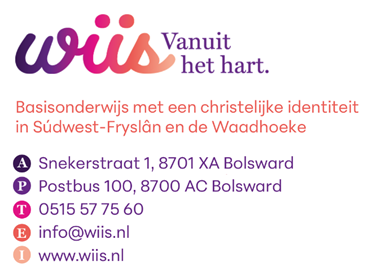 wiis Vanuit
het hart.
Basisonderwijs met een christelijke identiteit
in Súdwest-Fryslân en de Waadhoeke
A Snekerstraat 1, 8701 XA Bolsward
P Postbus 100, 8700 AC Bolsward
T 0515 57 75 60
E info@wiis.nl
I www.wiis.nl